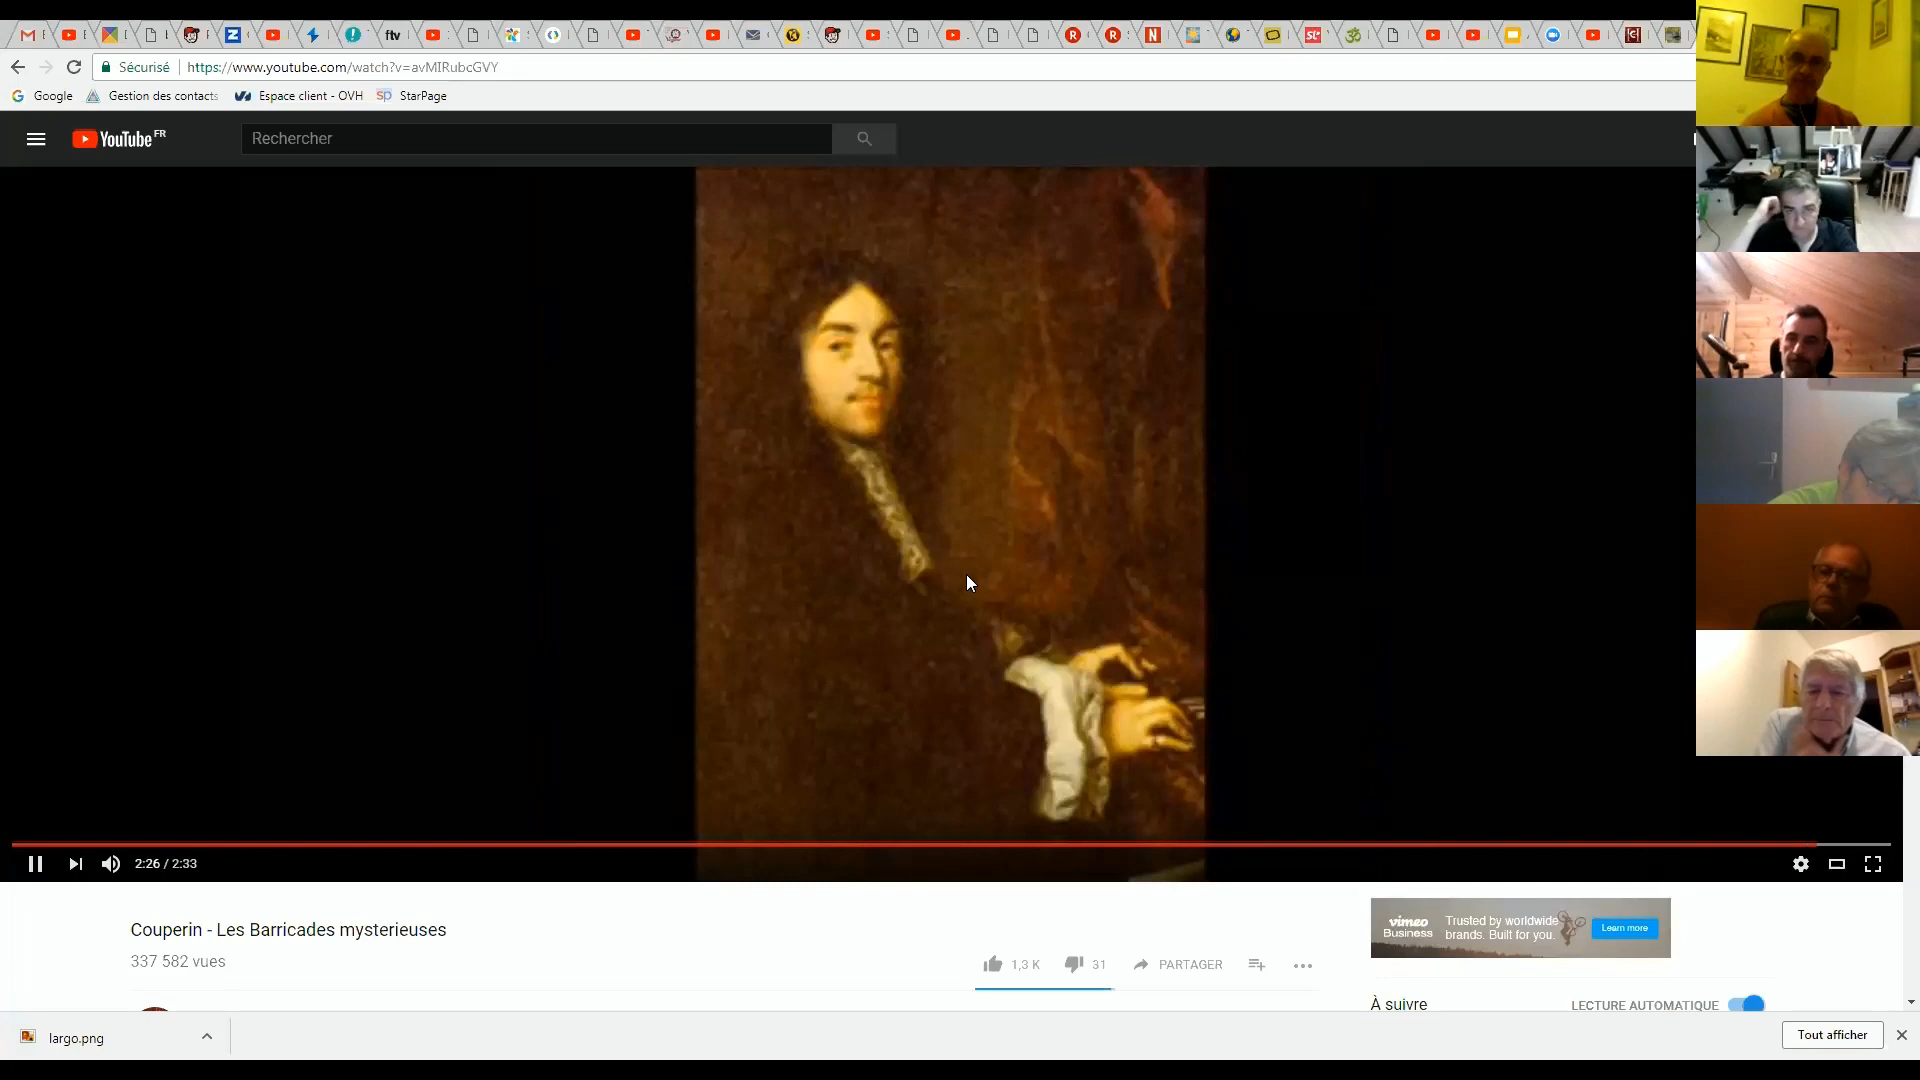 ftv
Sécurisé
https://www.youtube.com/watch?v=avMIRubcGVY
Google
Gestion des contacts
Espace client - OVH
StarPage
YouTube FR
Rechercher
2:26 / 2:33
Couperin - Les Barricades mysterieuses
337 582 vues
1,3 K
31
PARTAGER
vimeo Business
Trusted by worldwide
brands. Built for you.
Learn more
À suivre
LECTURE AUTOMATIQUE
largo.png
Tout afficher